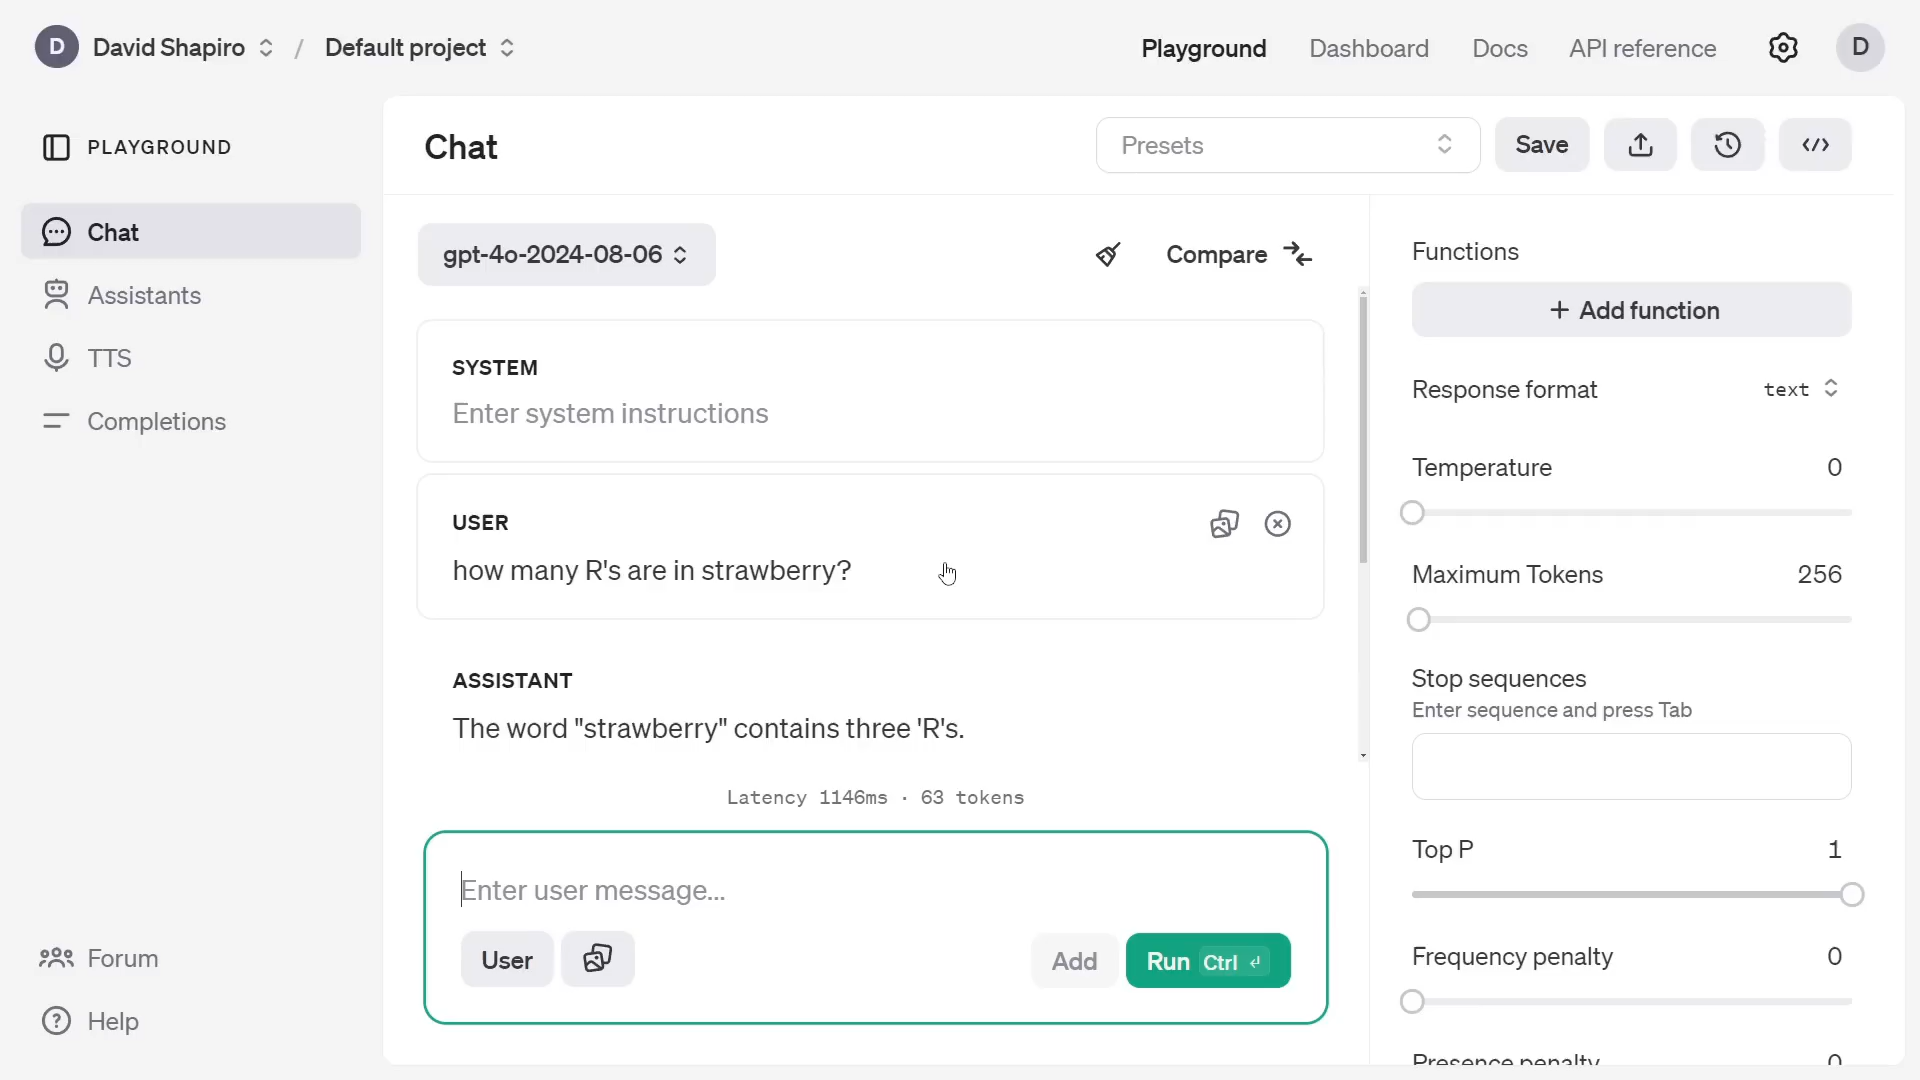 D David Shapiro / Default project
Playground Dashboard Docs API reference D
PLAYGROUND
Chat
Assistants
TTS
Completions
Forum
Help
Chat
Presets Save
gpt-4o-2024-08-06
Compare
SYSTEM
Enter system instructions
USER
how many R's are in strawberry?
ASSISTANT
The word "strawberry" contains three 'R's.
Latency 1146ms · 63 tokens
Enter user message...
User Add Run Ctrl ↵
Functions
+ Add function
Response format text
Temperature 0
Maximum Tokens 256
Stop sequences
Enter sequence and press Tab
Top P 1
Frequency penalty 0
Presence penalty 0